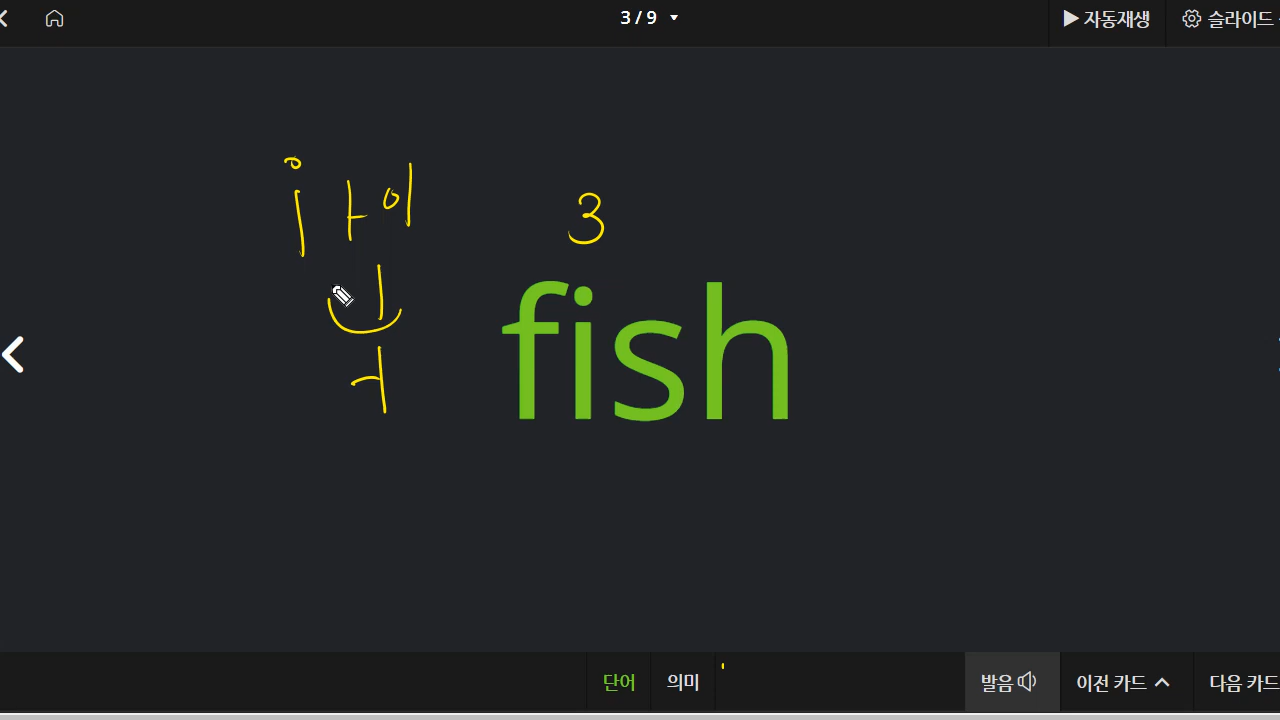 3 / 9
자동재생
슬라이드
i
3
fish
단어
의미
발음
이전 카드
다음 카드